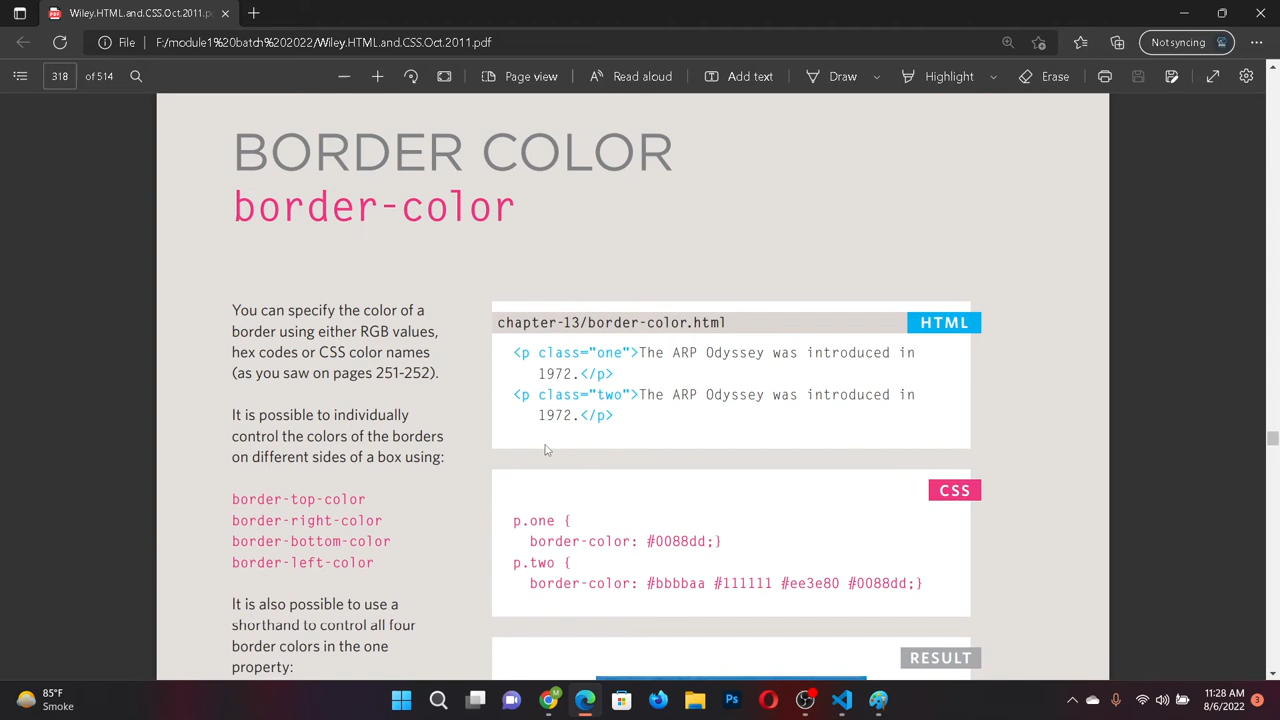 Wiley.HTML.and.CSS.Oct.2011.p
File
F:/module1%20batch%202022/Wiley.HTML.and.CSS.Oct.2011.pdf
Not syncing
318 of 514
Page view
Read aloud
Add text
Draw
Highlight
Erase
BORDER COLOR
border-color
You can specify the color of a
border using either RGB values,
hex codes or CSS color names
(as you saw on pages 251-252).
It is possible to individually
control the colors of the borders
on different sides of a box using:
border-top-color
border-right-color
border-bottom-color
border-left-color
It is also possible to use a
shorthand to control all four
border colors in the one
property:
chapter-13/border-color.html
HTML
<p class="one">The ARP Odyssey was introduced in
1972.</p>
<p class="two">The ARP Odyssey was introduced in
1972.</p>
CSS
p.one {
border-color: #0088dd;}
p.two {
border-color: #bbbbaa #111111 #ee3e80 #0088dd;}
RESULT
85°F
Smoke
11:28 AM
8/6/2022
3